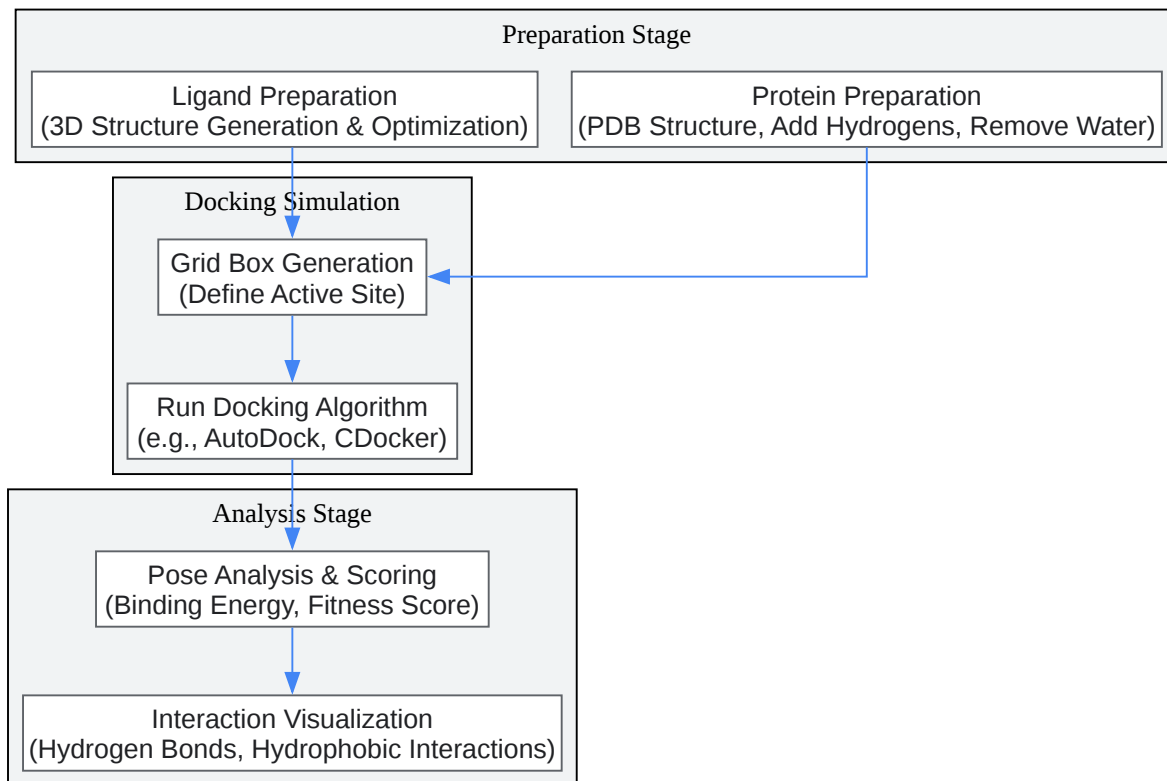 Preparation Stage
Ligand Preparation
(3D Structure Generation & Optimization)
Protein Preparation
(PDB Structure, Add Hydrogens, Remove Water)
Docking Simulation
Grid Box Generation
(Define Active Site)
Run Docking Algorithm
(e.g., AutoDock, CDocker)
Analysis Stage
Pose Analysis & Scoring
(Binding Energy, Fitness Score)
Interaction Visualization
(Hydrogen Bonds, Hydrophobic Interactions)